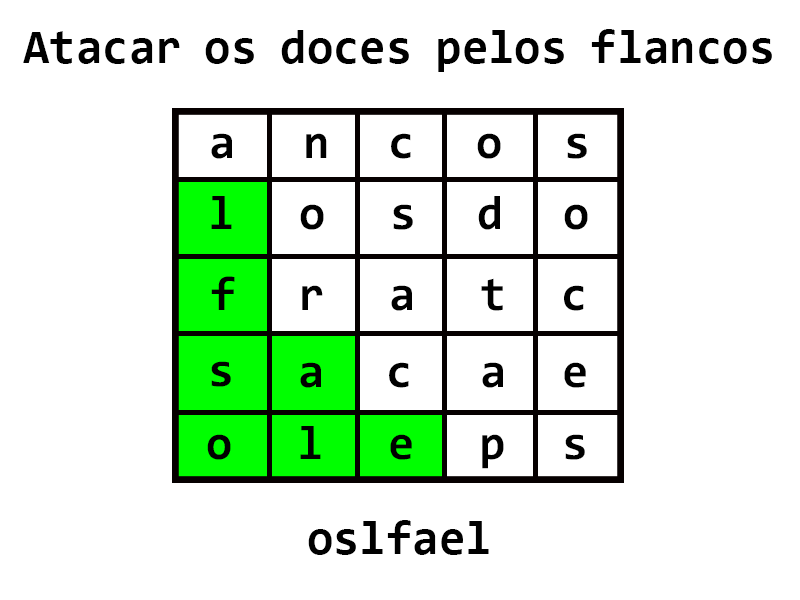 Atacar os doces pelos flancos
a n c o s
l o s d o
f r a t c
s a c a e
o l e p s
oslfael